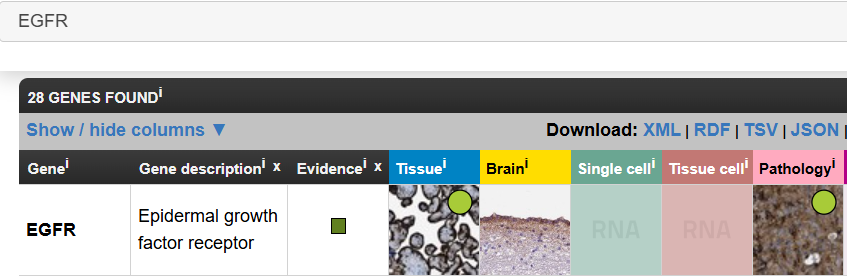 EGFR
28 GENES FOUNDi
Show / hide columns ▼ Download: XML | RDF | TSV | JSON |
Genei Gene descriptioni x Evidencei x Tissuei Braini Single celli Tissue celli Pathologyi
EGFR Epidermal growth factor receptor RNA RNA